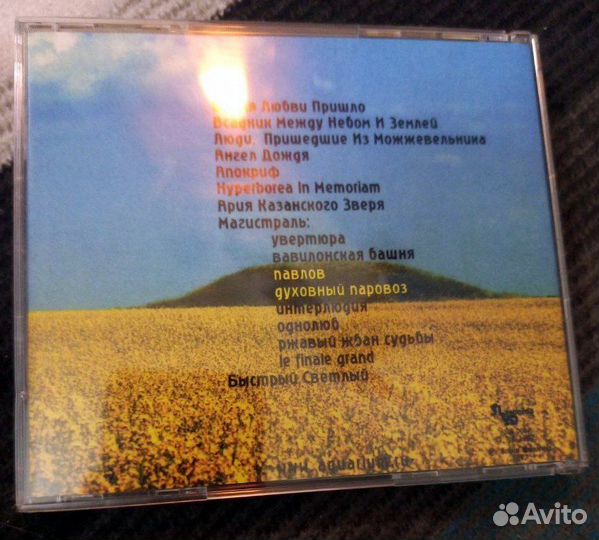 Любви Пришло
Всадник Между Небом И Землей
Люди, Пришедшие Из Можжевельника
Ангел Дождя
Апокриф
Hyperborea In Memoriam
Ария Казанского Зверя
Магистраль:
увертюра
вавилонская башня
павлов
духовный паровоз
интерлюдия
однолюб
ржавый жбан судьбы
le finale grand
Быстрый Светлый
Avito